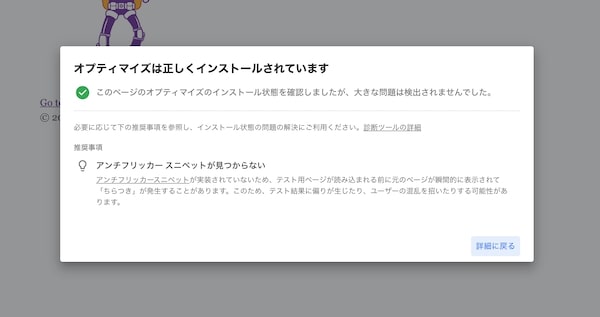 オプティマイズは正しくインストールされています
このページのオプティマイズのインストール状態を確認しましたが、大きな問題は検出されませんでした。
Go to
© 20
必要に応じて下の推奨事項を参照し、インストール状態の問題の解決にご利用ください。診断ツールの詳細
推奨事項
アンチフリッカー スニペットが見つからない
アンチフリッカースニペットが実装されていないため、テスト用ページが読み込まれる前に元のページが瞬間的に表示されて
「ちらつき」が発生することがあります。このため、テスト結果に偏りが生じたり、ユーザーの混乱を招いたりする可能性があ
ります。
詳細に戻る